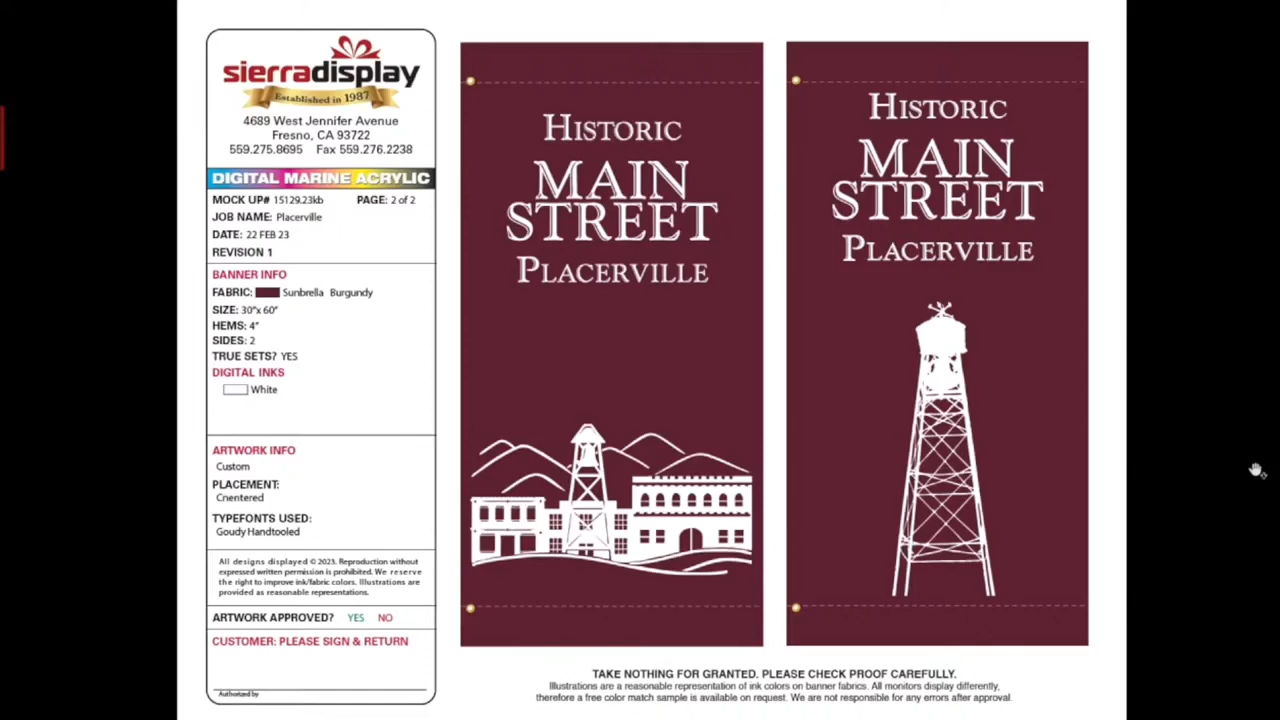 sierradisplay
Established in 1987
4689 West Jennifer Avenue
Fresno, CA 93722
559.275.8695 Fax 559.276.2238
DIGITAL MARINE ACRYLIC
MOCK UP# 15129.23kb PAGE: 2 of 2
JOB NAME: Placerville
DATE: 22 FEB 23
REVISION 1
BANNER INFO
FABRIC: Sunbrella Burgundy
SIZE: 30"x 60"
HEMS: 4"
SIDES: 2
TRUE SETS? YES
DIGITAL INKS
White
ARTWORK INFO
Custom
PLACEMENT:
Cnentered
TYPEFONTS USED:
Goudy Handtooled
All designs displayed © 2023. Reproduction without
expressed written permission is prohibited. We reserve
the right to improve ink/fabric colors. Illustrations are
provided as reasonable representations.
ARTWORK APPROVED? YES NO
CUSTOMER: PLEASE SIGN & RETURN
Authorized by
HISTORIC
MAIN
STREET
PLACERVILLE
HISTORIC
MAIN
STREET
PLACERVILLE
TAKE NOTHING FOR GRANTED. PLEASE CHECK PROOF CAREFULLY.
Illustrations are a reasonable representation of ink colors on banner fabrics. All monitors display differently,
therefore a free color match sample is available on request. We are not responsible for any errors after approval.